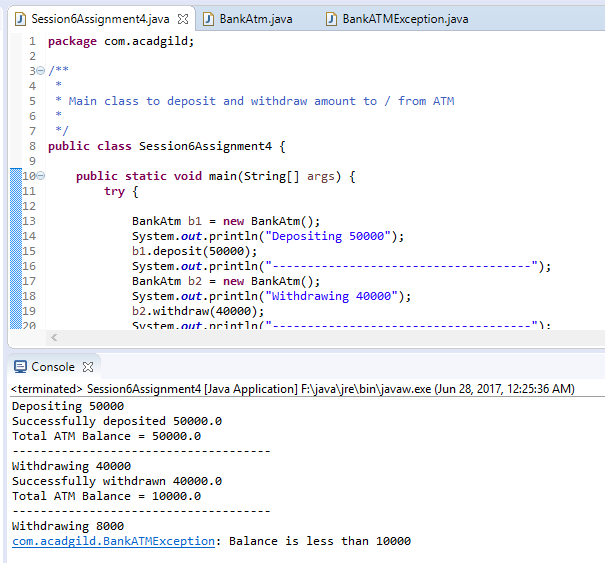 Session6Assignment4.java BankAtm.java BankATMException.java
1 package com.acadgild;
2
3 /**
4  *
5  * Main class to deposit and withdraw amount to / from ATM
6  *
7  */
8 public class Session6Assignment4 {
9
10     public static void main(String[] args) {
11         try {
12
13             BankAtm b1 = new BankAtm();
14             System.out.println("Depositing 50000");
15             b1.deposit(50000);
16             System.out.println("-------------------------------------");
17             BankAtm b2 = new BankAtm();
18             System.out.println("Withdrawing 40000");
19             b2.withdraw(40000);
20             System.out.println("-------------------------------------");
Console
<terminated> Session6Assignment4 [Java Application] F:\java\jre\bin\javaw.exe (Jun 28, 2017, 12:25:36 AM)
Depositing 50000
Successfully deposited 50000.0
Total ATM Balance = 50000.0
-------------------------------------
Withdrawing 40000
Successfully withdrawn 40000.0
Total ATM Balance = 10000.0
-------------------------------------
Withdrawing 8000
com.acadgild.BankATMException: Balance is less than 10000